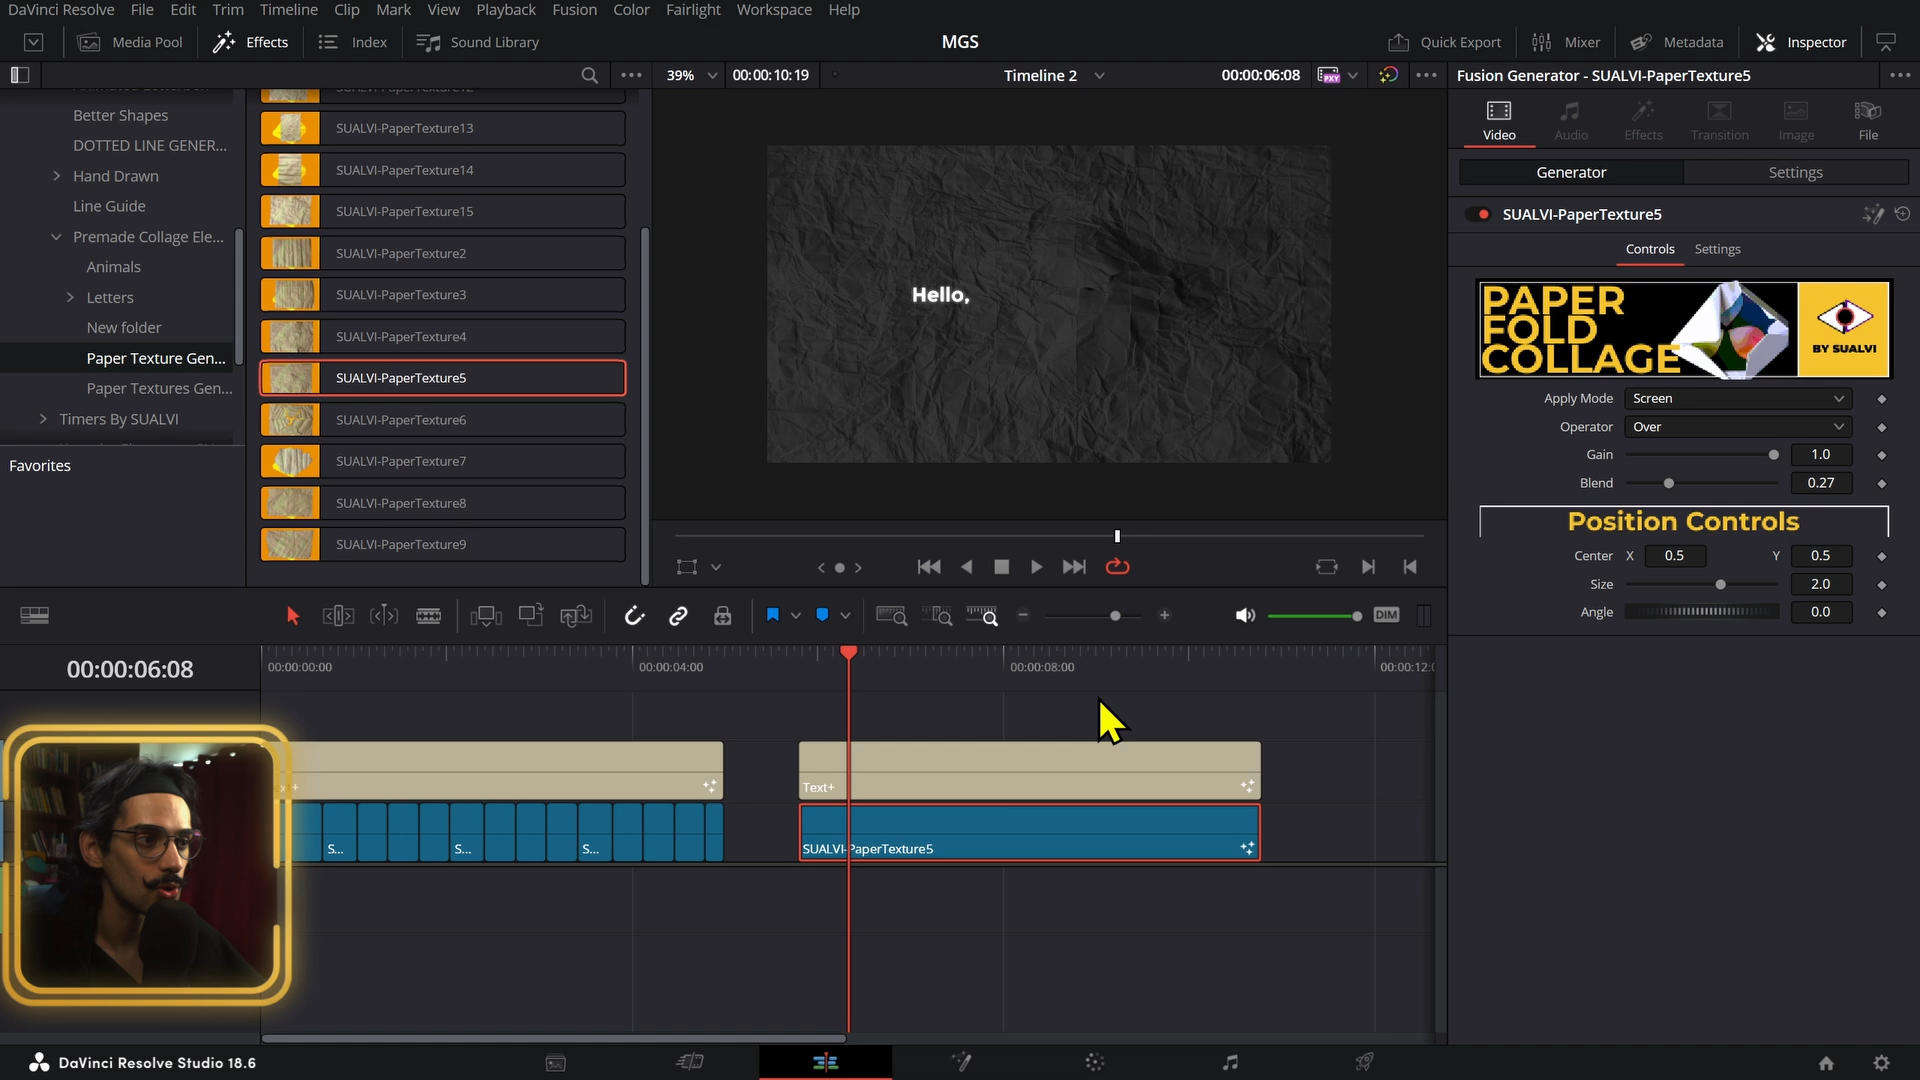 DaVinci Resolve File Edit Trim Timeline Clip Mark View Playback Fusion Color Fairlight Workspace Help
Media Pool Effects Index Sound Library MGS Quick Export Mixer Metadata Inspector
39% 00:00:10:19 Timeline 2 00:00:06:08 Fusion Generator - SUALVI-PaperTexture5
Better Shapes
DOTTED LINE GENER...
Hand Drawn
Line Guide
Premade Collage Ele...
Animals
Letters
New folder
Paper Texture Gen...
Paper Textures Gen...
Timers By SUALVI
Favorites
SUALVI-PaperTexture12
SUALVI-PaperTexture13
SUALVI-PaperTexture14
SUALVI-PaperTexture15
SUALVI-PaperTexture2
SUALVI-PaperTexture3
SUALVI-PaperTexture4
SUALVI-PaperTexture5
SUALVI-PaperTexture6
SUALVI-PaperTexture7
SUALVI-PaperTexture8
SUALVI-PaperTexture9
Hello,
Video Audio Effects Transition Image File
Generator Settings
SUALVI-PaperTexture5
Controls Settings
PAPER
FOLD
COLLAGE
BY SUALVI
Apply Mode Screen
Operator Over
Gain 1.0
Blend 0.27
Position Controls
Center X 0.5 Y 0.5
Size 2.0
Angle 0.0
DIM
00:00:06:08 00:00:00:00 00:00:04:00 00:00:08:00 00:00:12:0
Text+
S... S... S... SUALVI-PaperTexture5
DaVinci Resolve Studio 18.6